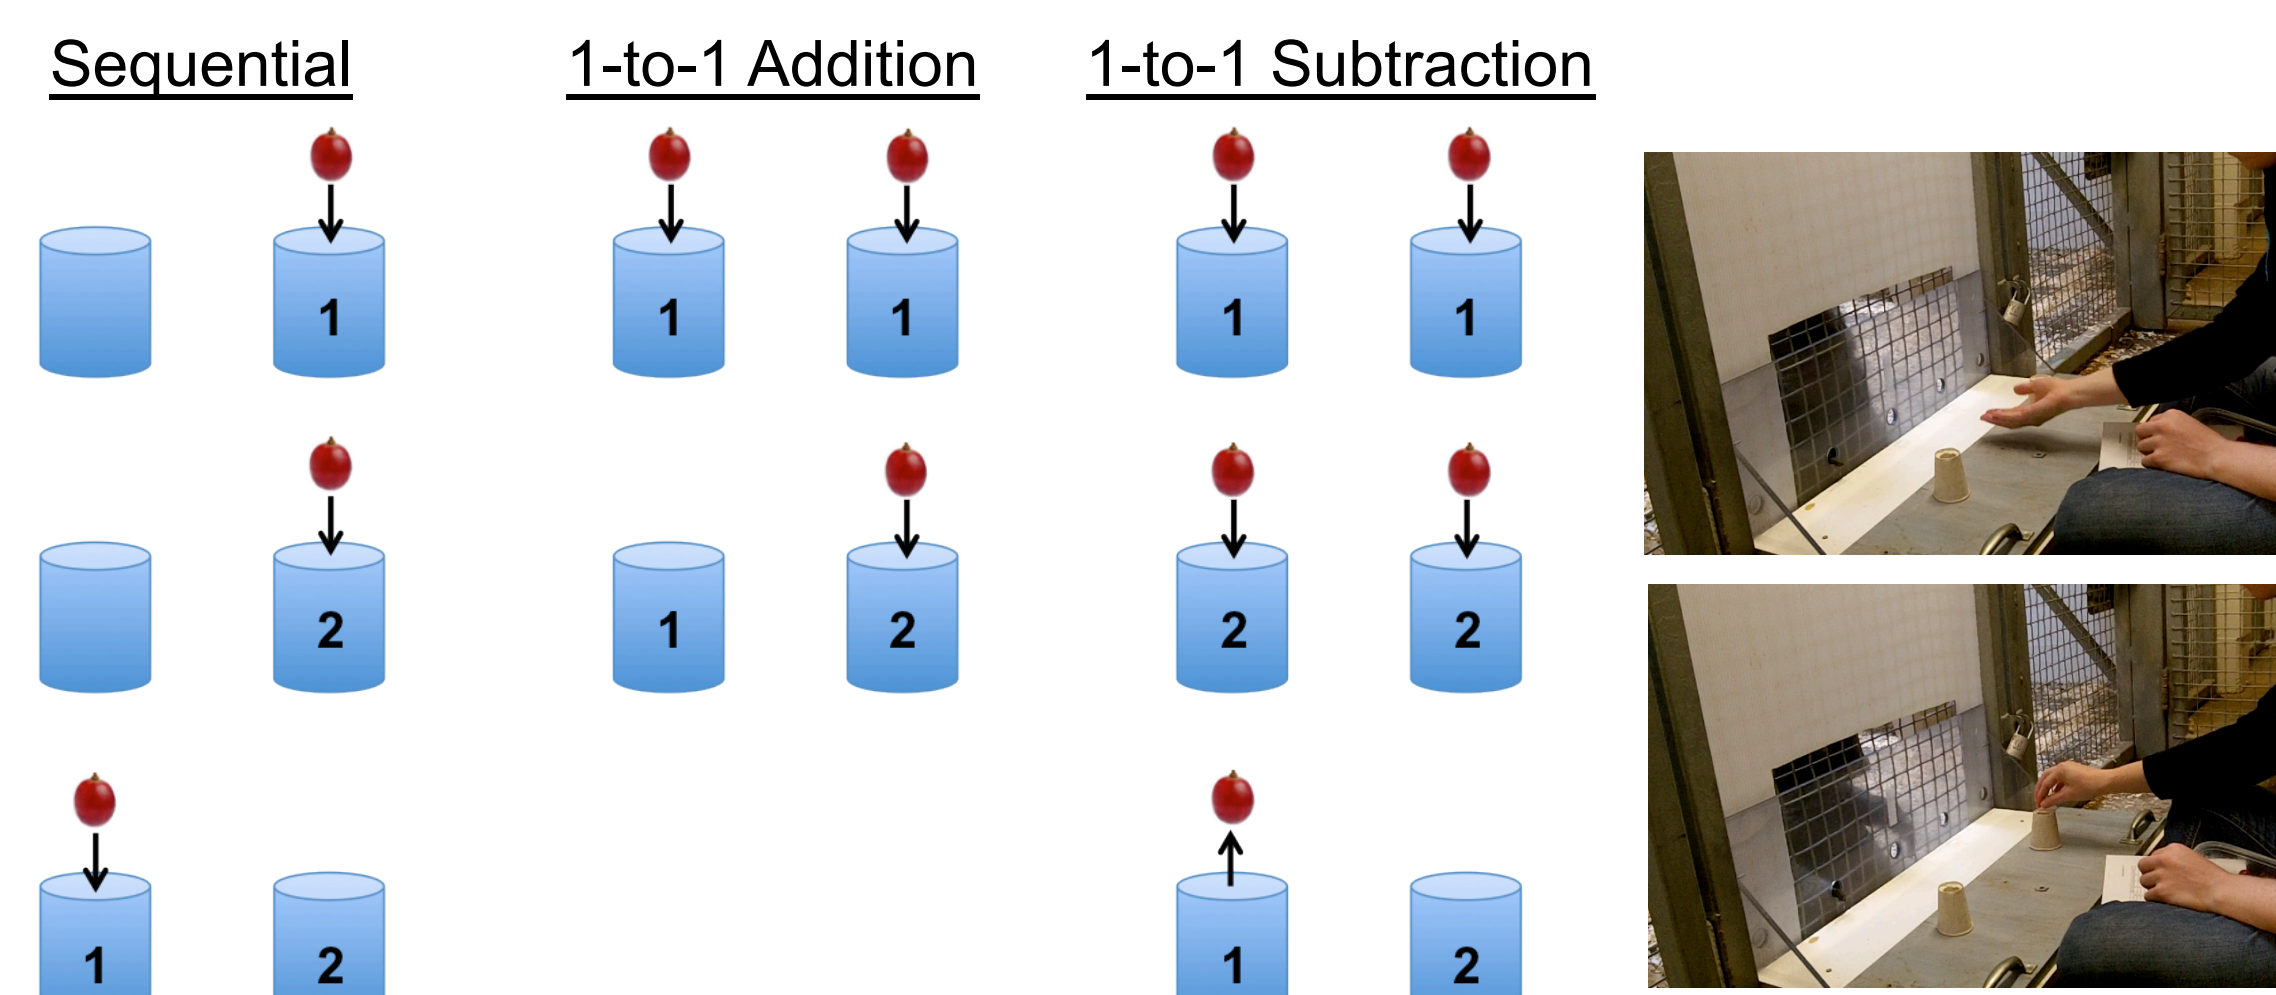 Sequential 1-to-1 Addition 1-to-1 Subtraction
1 1 1 1 1
2 1 2 2 2
1 2 1 2